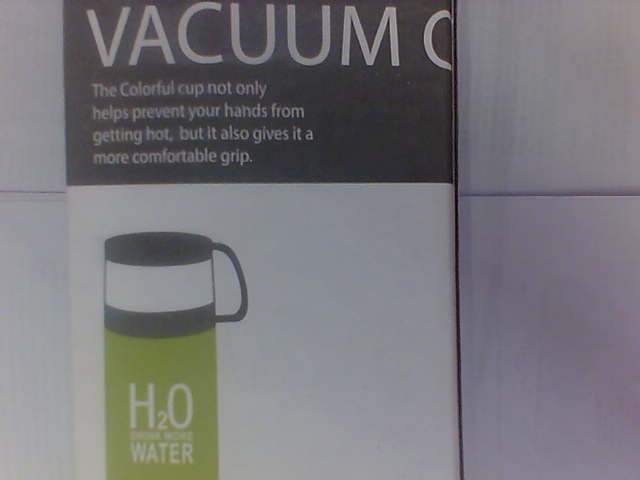 VACUUM C
The Colorful cup not only
helps prevent your hands from
getting hot, but it also gives it a
more comfortable grip.
H₂O
DRINK MORE
WATER